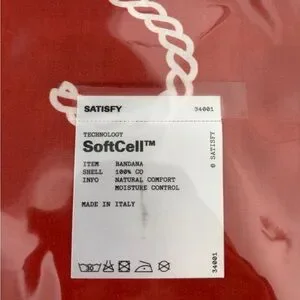 SATISFY 34001
TECHNOLOGY
SoftCell™
ITEM BANDANA
SHELL 100% CO
INFO NATURAL COMFORT
MOISTURE CONTROL
MADE IN ITALY
© SATISFY
34001